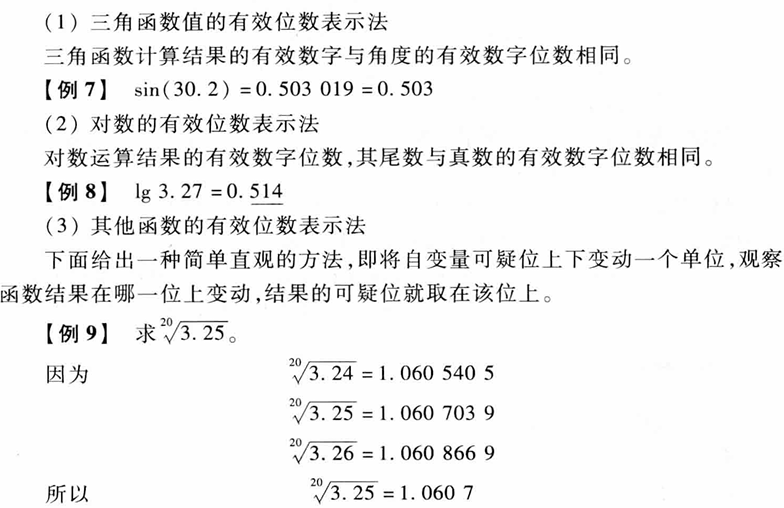 (1) 三角函数值的有效位数表示法
三角函数计算结果的有效数字与角度的有效数字位数相同。
【例7】 sin(30.2)=0.503 019=0.503
(2) 对数的有效位数表示法
对数运算结果的有效数字位数,其尾数与真数的有效数字位数相同。
【例8】 lg 3.27=0.514
(3) 其他函数的有效位数表示法
下面给出一种简单直观的方法,即将自变量可疑位上下变动一个单位,观察
函数结果在哪一位上变动,结果的可疑位就取在该位上。
【例9】 求²⁰√3.25。
因为 ²⁰√3.24=1.060 540 5
²⁰√3.25=1.060 703 9
²⁰√3.26=1.060 866 9
所以 ²⁰√3.25=1.060 7